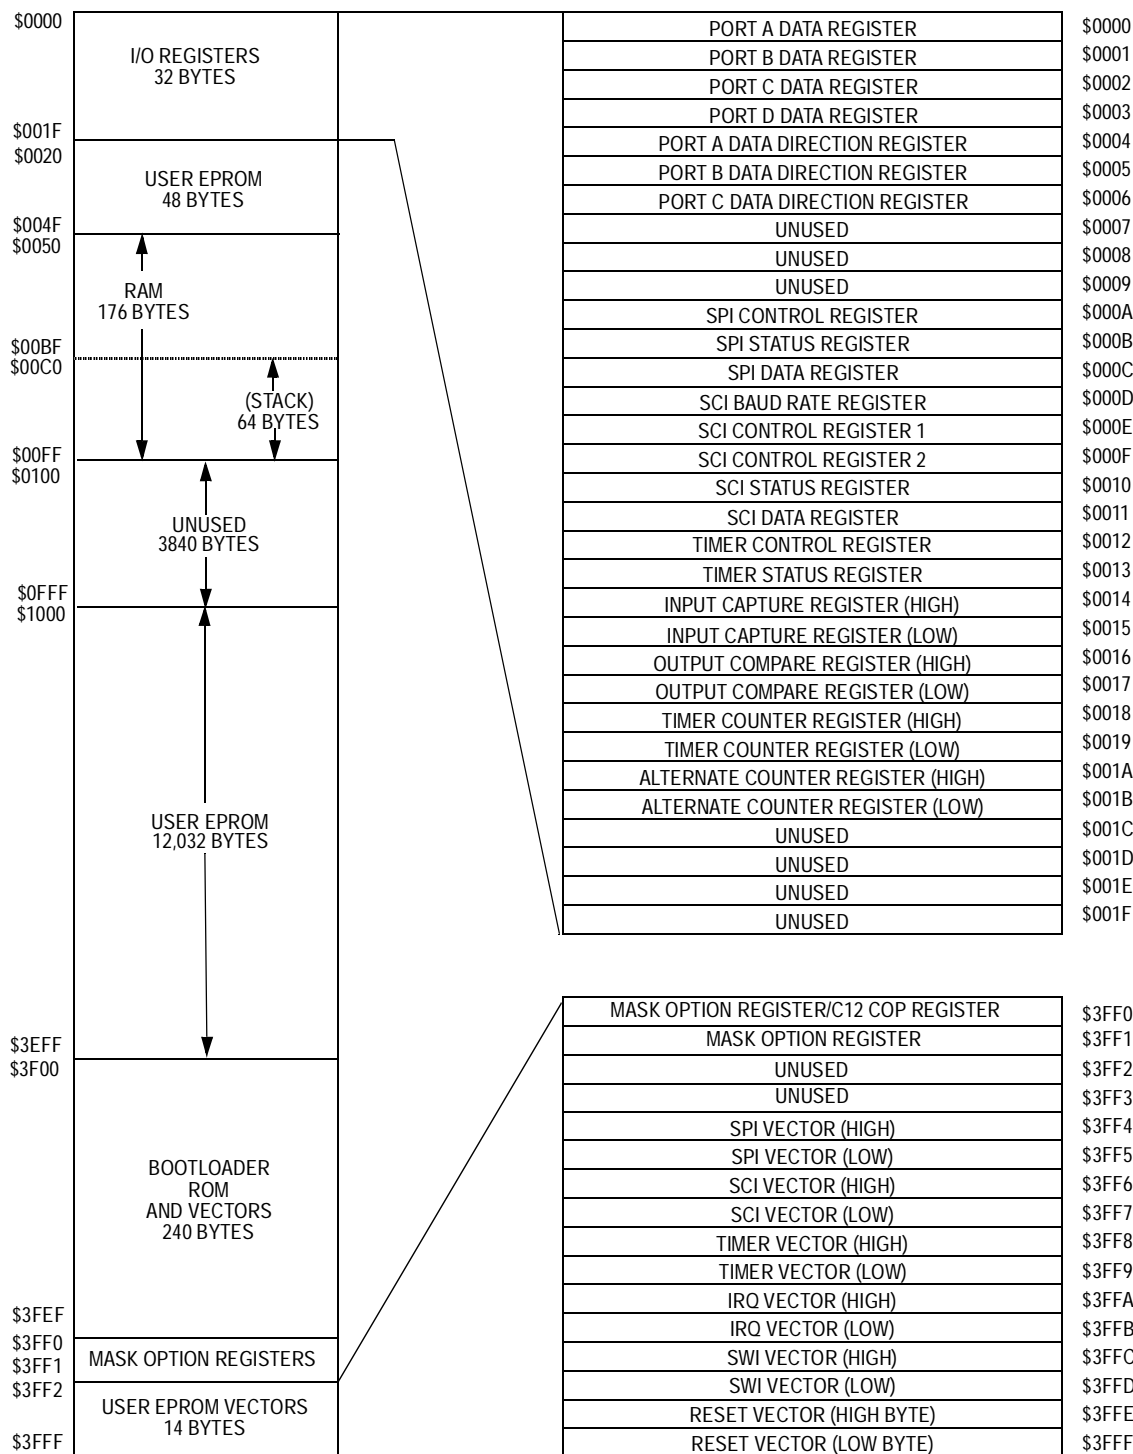 $0000
I/O REGISTERS
32 BYTES
$001F
$0020
USER EPROM
48 BYTES
$004F
$0050
RAM
176 BYTES
$00BF
$00C0
(STACK)
64 BYTES
$00FF
$0100
UNUSED
3840 BYTES
$0FFF
$1000
USER EPROM
12,032 BYTES
$3EFF
$3F00
BOOTLOADER
ROM
AND VECTORS
240 BYTES
$3FEF
$3FF0
$3FF1
MASK OPTION REGISTERS
$3FF2
USER EPROM VECTORS
14 BYTES
$3FFF
PORT A DATA REGISTER $0000
PORT B DATA REGISTER $0001
PORT C DATA REGISTER $0002
PORT D DATA REGISTER $0003
PORT A DATA DIRECTION REGISTER $0004
PORT B DATA DIRECTION REGISTER $0005
PORT C DATA DIRECTION REGISTER $0006
UNUSED $0007
UNUSED $0008
UNUSED $0009
SPI CONTROL REGISTER $000A
SPI STATUS REGISTER $000B
SPI DATA REGISTER $000C
SCI BAUD RATE REGISTER $000D
SCI CONTROL REGISTER 1 $000E
SCI CONTROL REGISTER 2 $000F
SCI STATUS REGISTER $0010
SCI DATA REGISTER $0011
TIMER CONTROL REGISTER $0012
TIMER STATUS REGISTER $0013
INPUT CAPTURE REGISTER (HIGH) $0014
INPUT CAPTURE REGISTER (LOW) $0015
OUTPUT COMPARE REGISTER (HIGH) $0016
OUTPUT COMPARE REGISTER (LOW) $0017
TIMER COUNTER REGISTER (HIGH) $0018
TIMER COUNTER REGISTER (LOW) $0019
ALTERNATE COUNTER REGISTER (HIGH) $001A
ALTERNATE COUNTER REGISTER (LOW) $001B
UNUSED $001C
UNUSED $001D
UNUSED $001E
UNUSED $001F
MASK OPTION REGISTER/C12 COP REGISTER $3FF0
MASK OPTION REGISTER $3FF1
UNUSED $3FF2
UNUSED $3FF3
SPI VECTOR (HIGH) $3FF4
SPI VECTOR (LOW) $3FF5
SCI VECTOR (HIGH) $3FF6
SCI VECTOR (LOW) $3FF7
TIMER VECTOR (HIGH) $3FF8
TIMER VECTOR (LOW) $3FF9
IRQ VECTOR (HIGH) $3FFA
IRQ VECTOR (LOW) $3FFB
SWI VECTOR (HIGH) $3FFC
SWI VECTOR (LOW) $3FFD
RESET VECTOR (HIGH BYTE) $3FFE
RESET VECTOR (LOW BYTE) $3FFF